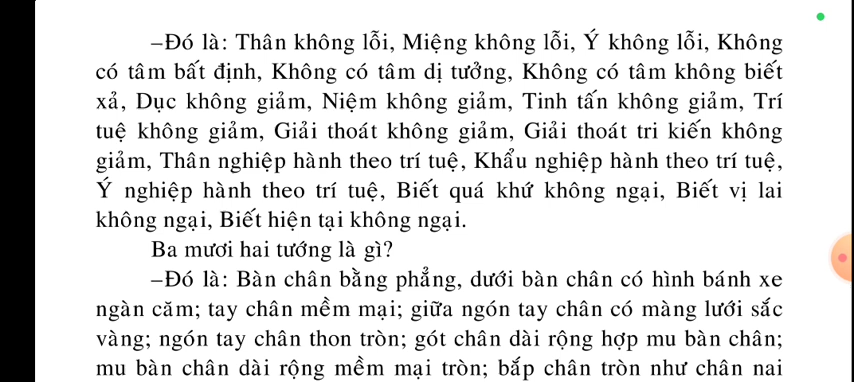 –Đó là: Thân không lỗi, Miệng không lỗi, Ý không lỗi, Không
có tâm bất định, Không có tâm dị tưởng, Không có tâm không biết
xả, Dục không giảm, Niệm không giảm, Tinh tấn không giảm, Trí
tuệ không giảm, Giải thoát không giảm, Giải thoát tri kiến không
giảm, Thân nghiệp hành theo trí tuệ, Khẩu nghiệp hành theo trí tuệ,
Ý nghiệp hành theo trí tuệ, Biết quá khứ không ngại, Biết vị lai
không ngại, Biết hiện tại không ngại.
Ba mươi hai tướng là gì?
–Đó là: Bàn chân bằng phẳng, dưới bàn chân có hình bánh xe
ngàn căm; tay chân mềm mại; giữa ngón tay chân có màng lưới sắc
vàng; ngón tay chân thon tròn; gót chân dài rộng hợp mu bàn chân;
mu bàn chân dài rộng mềm mại tròn; bắp chân tròn như chân nai